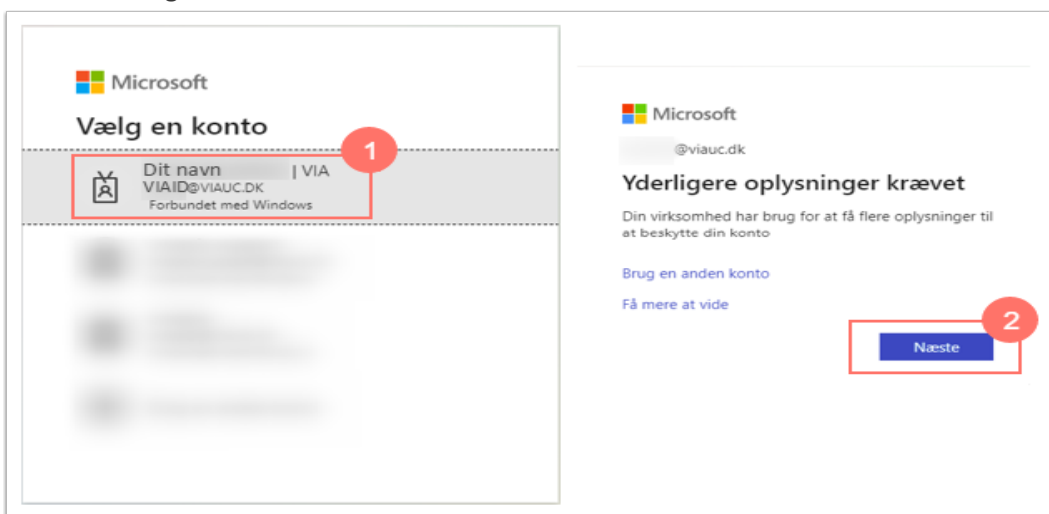 Microsoft
Vælg en konto
1
Dit navn | VIA
VIAID@VIAUC.DK
Forbundet med Windows
Microsoft
@viauc.dk
Yderligere oplysninger krævet
Din virksomhed har brug for at få flere oplysninger til
at beskytte din konto
Brug en anden konto
Få mere at vide
2
Næste